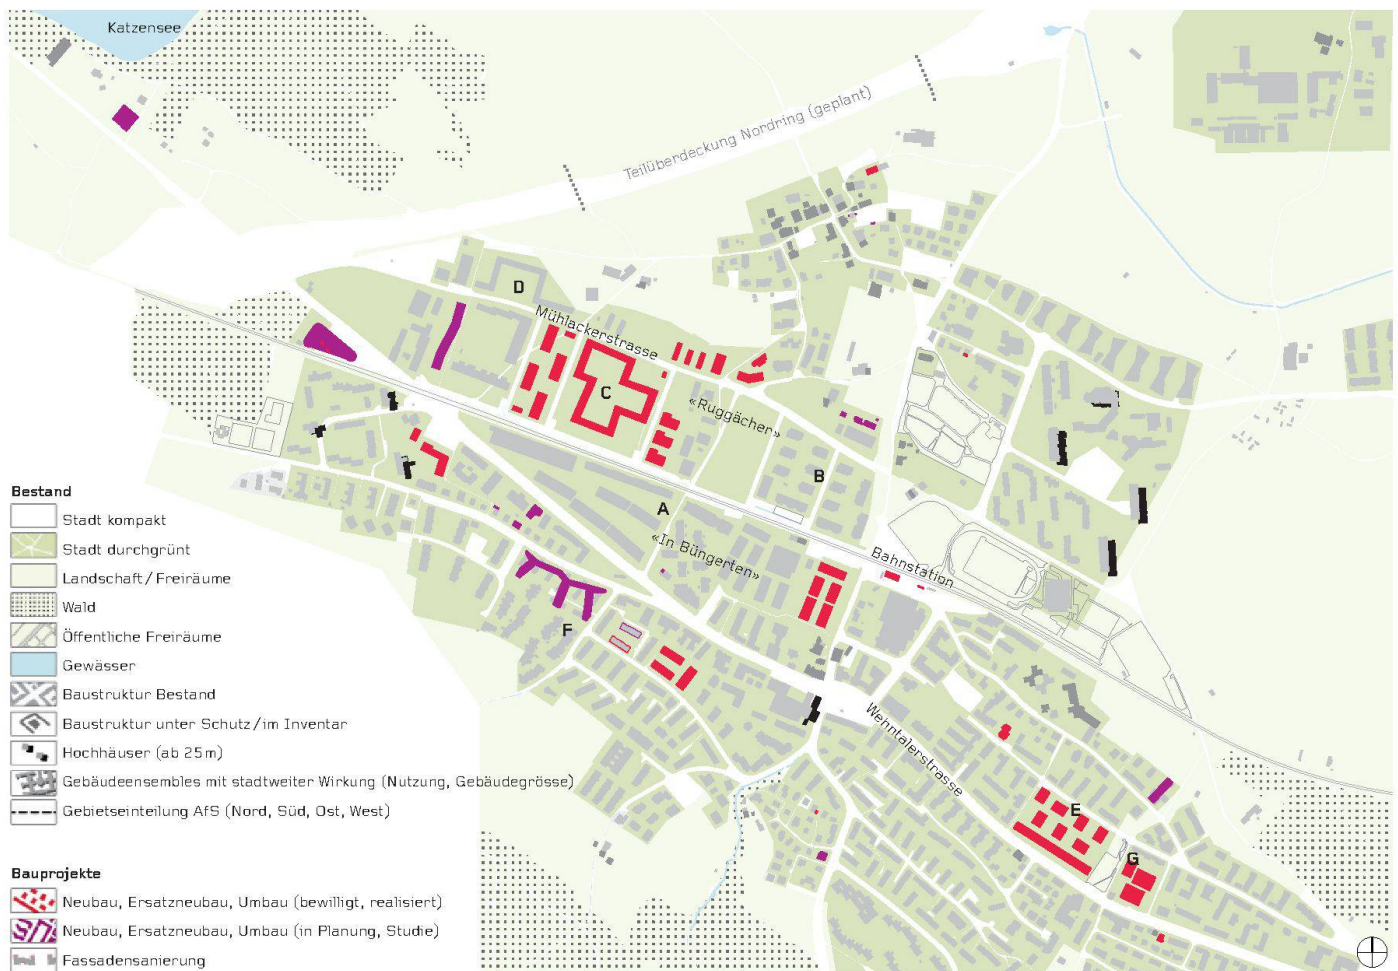 Katzensee
Teilüberdeckung Nordring (geplant)
D
Mühlackerstrasse
C
«Ruggächer»
B
A
«In Büngerten»
Bahnstation
F
Wehntalerstrasse
E
G
Bestand
Stadt kompakt
Stadt durchgrünt
Landschaft/Freiräume
Wald
Öffentliche Freiräume
Gewässer
Baustruktur Bestand
Baustruktur unter Schutz/im Inventar
Hochhäuser (ab 25m)
Gebäudeensembles mit stadtweiter Wirkung (Nutzung, Gebäudegrösse)
Gebietseinteilung AfS (Nord, Süd, Ost, West)
Bauprojekte
Neubau, Ersatzneubau, Umbau (bewilligt, realisiert)
Neubau, Ersatzneubau, Umbau (in Planung, Studie)
Fassadensanierung